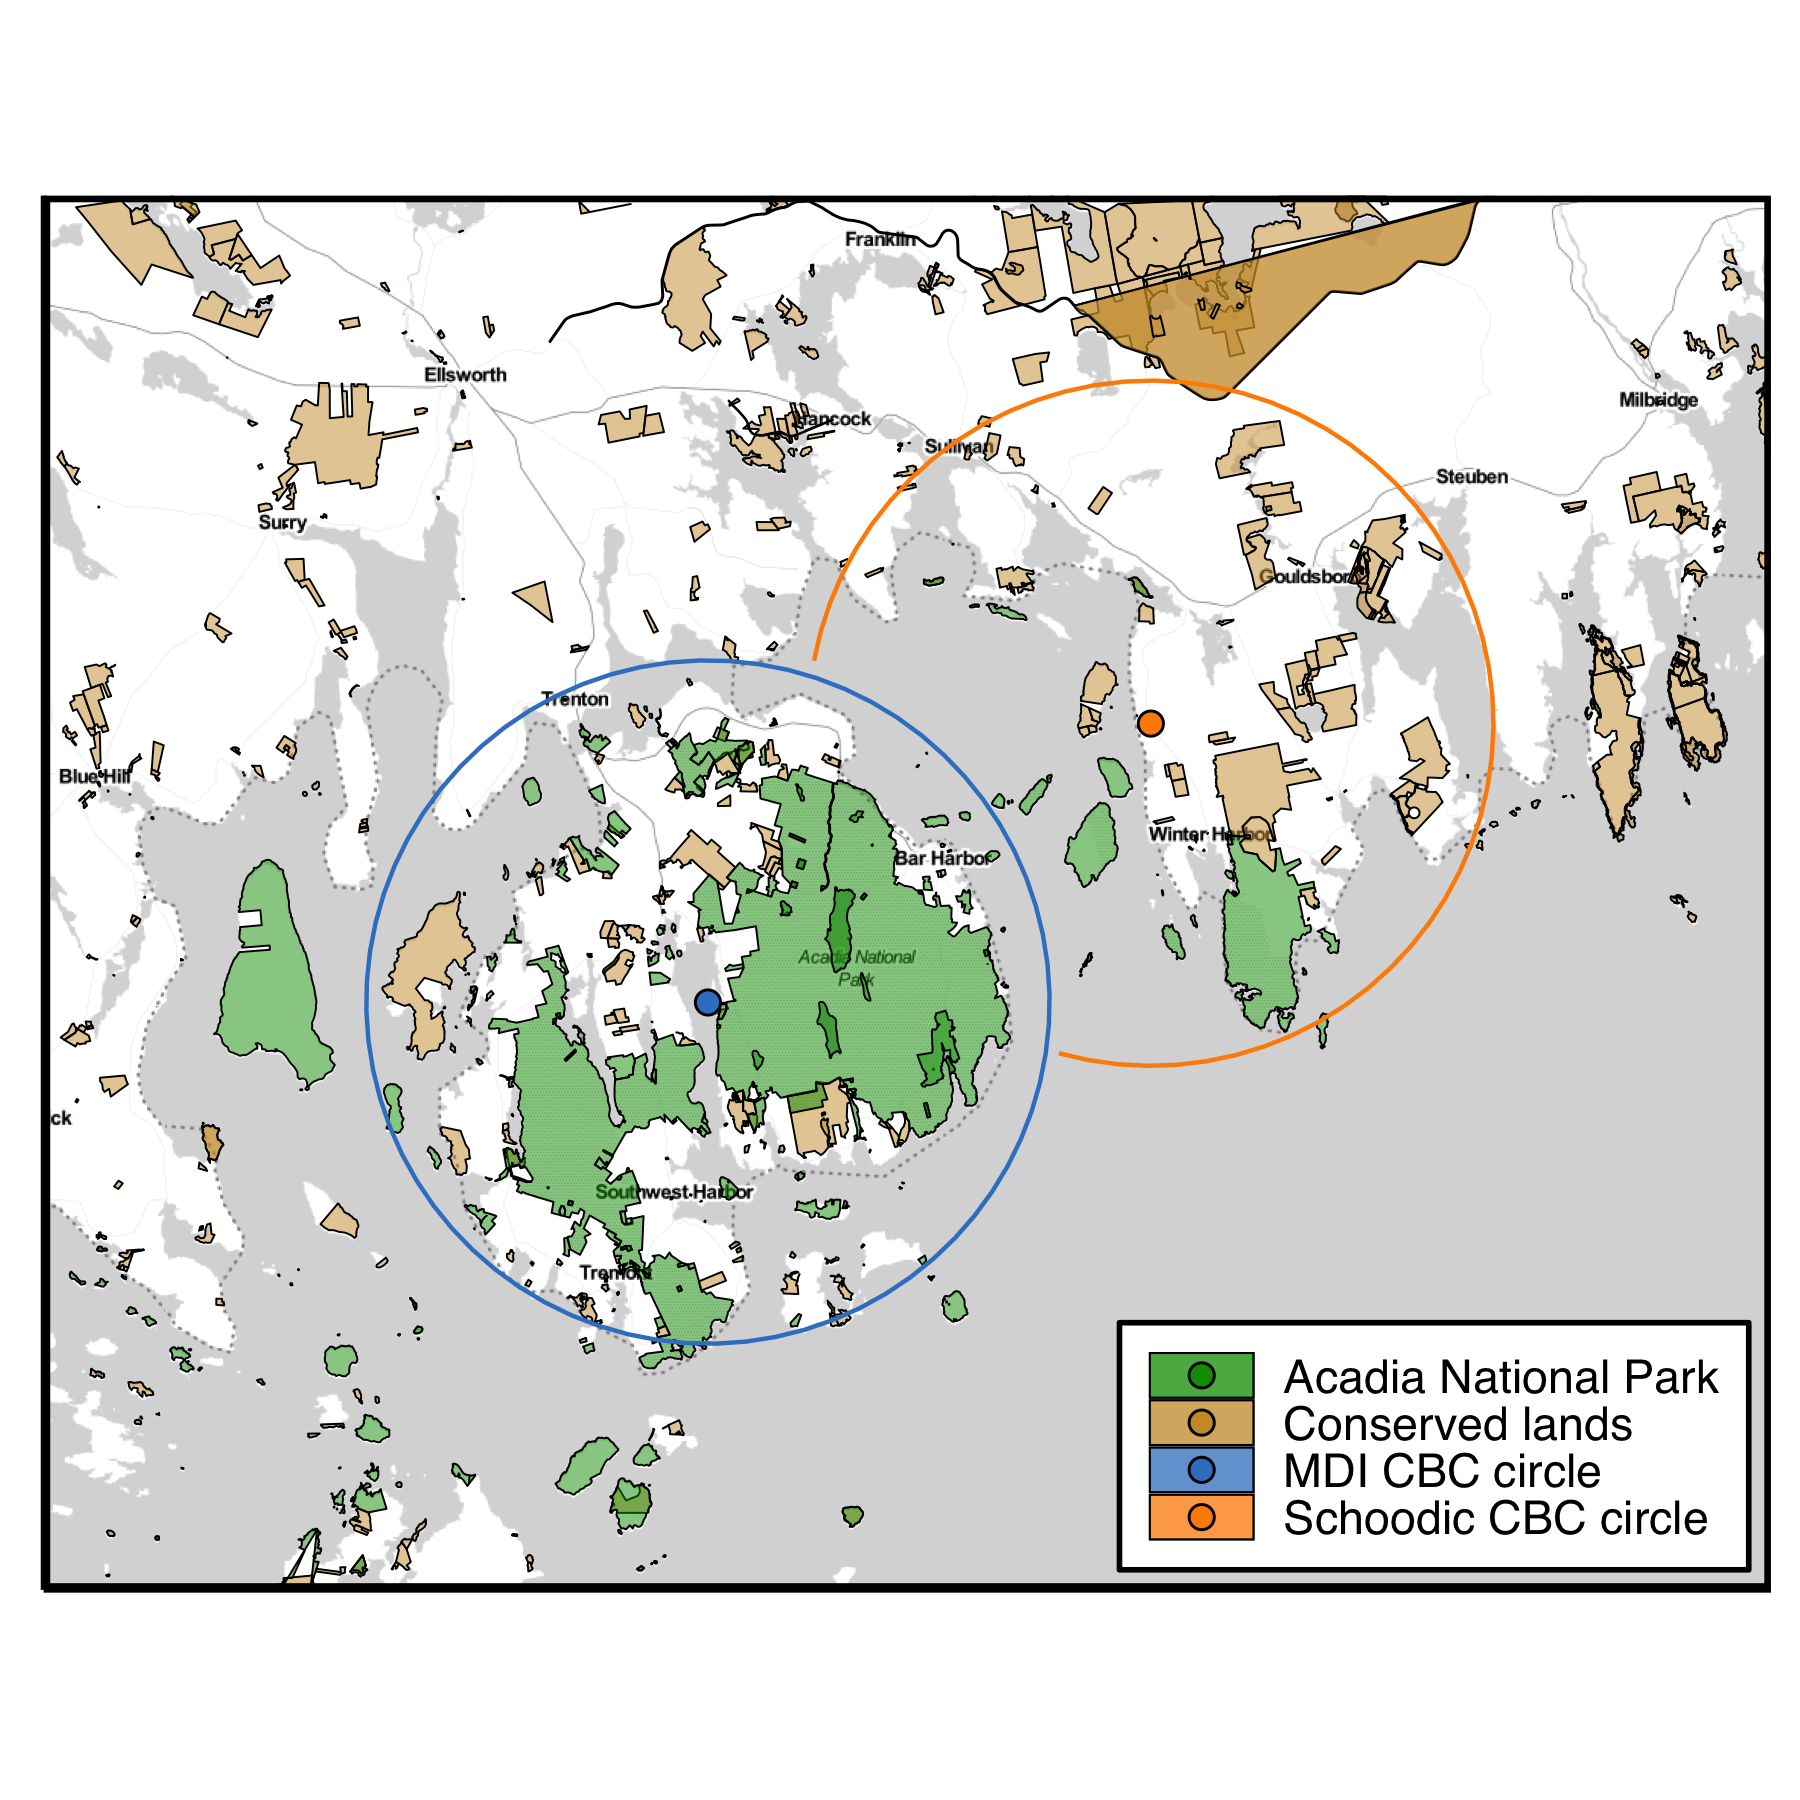 Franklin
Ellsworth
Milbridge
Hancock
Sullivan
Steuben
Surry
Gouldsboro
Trenton
Blue Hill
Winter Harbor
Bar Harbor
Acadia National
Park
ck
Southwest Harbor
Tremont
Acadia National Park
Conserved lands
MDI CBC circle
Schoodic CBC circle